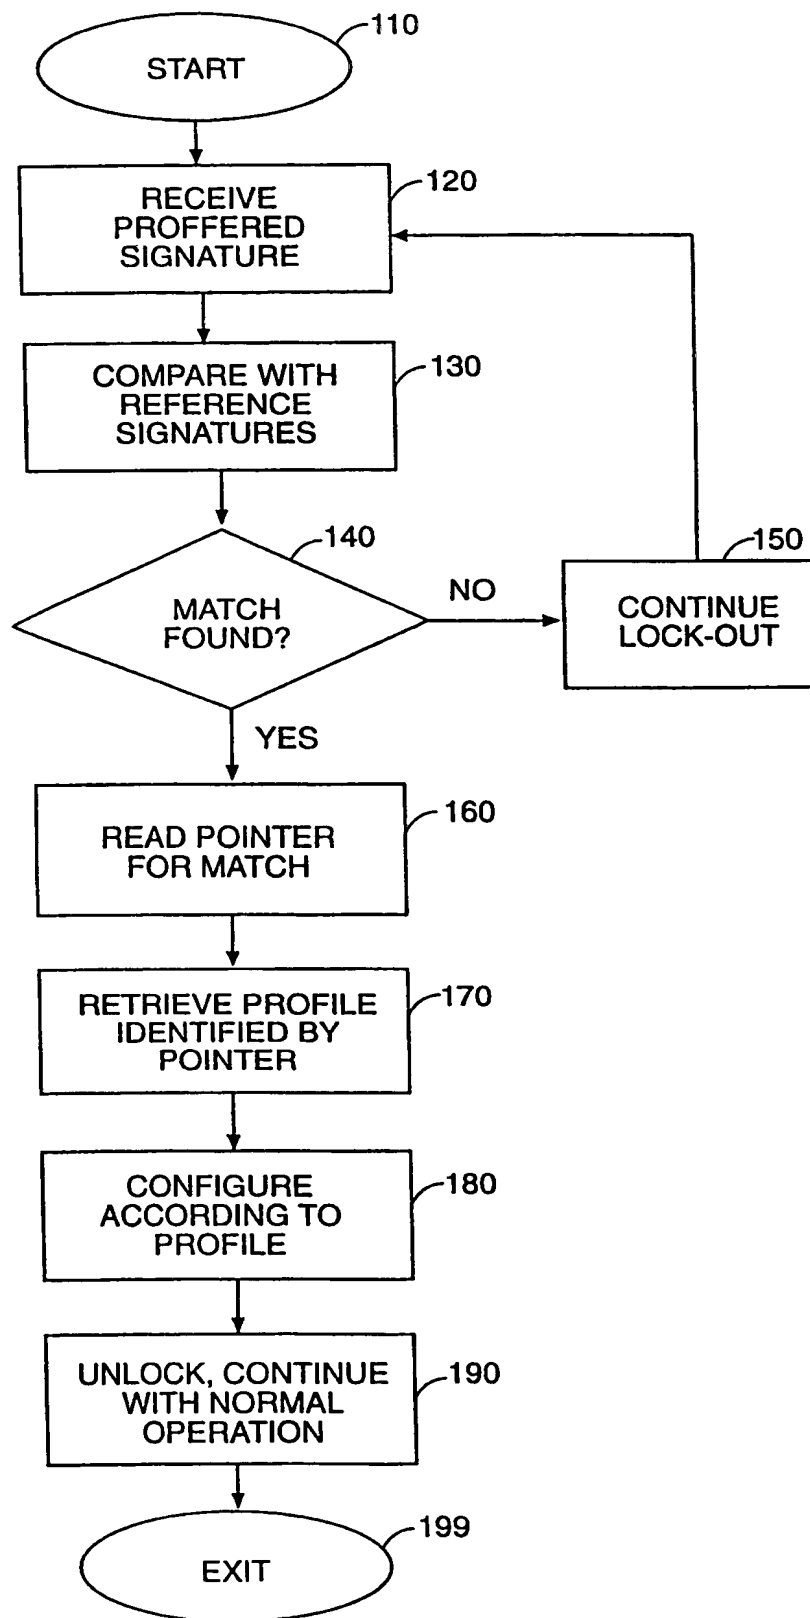 START
110
RECEIVE
PROFFERED
SIGNATURE
120
COMPARE WITH
REFERENCE
SIGNATURES
130
MATCH
FOUND?
140
NO
CONTINUE
LOCK-OUT
150
YES
READ POINTER
FOR MATCH
160
RETRIEVE PROFILE
IDENTIFIED BY
POINTER
170
CONFIGURE
ACCORDING TO
PROFILE
180
UNLOCK, CONTINUE
WITH NORMAL
OPERATION
190
EXIT
199